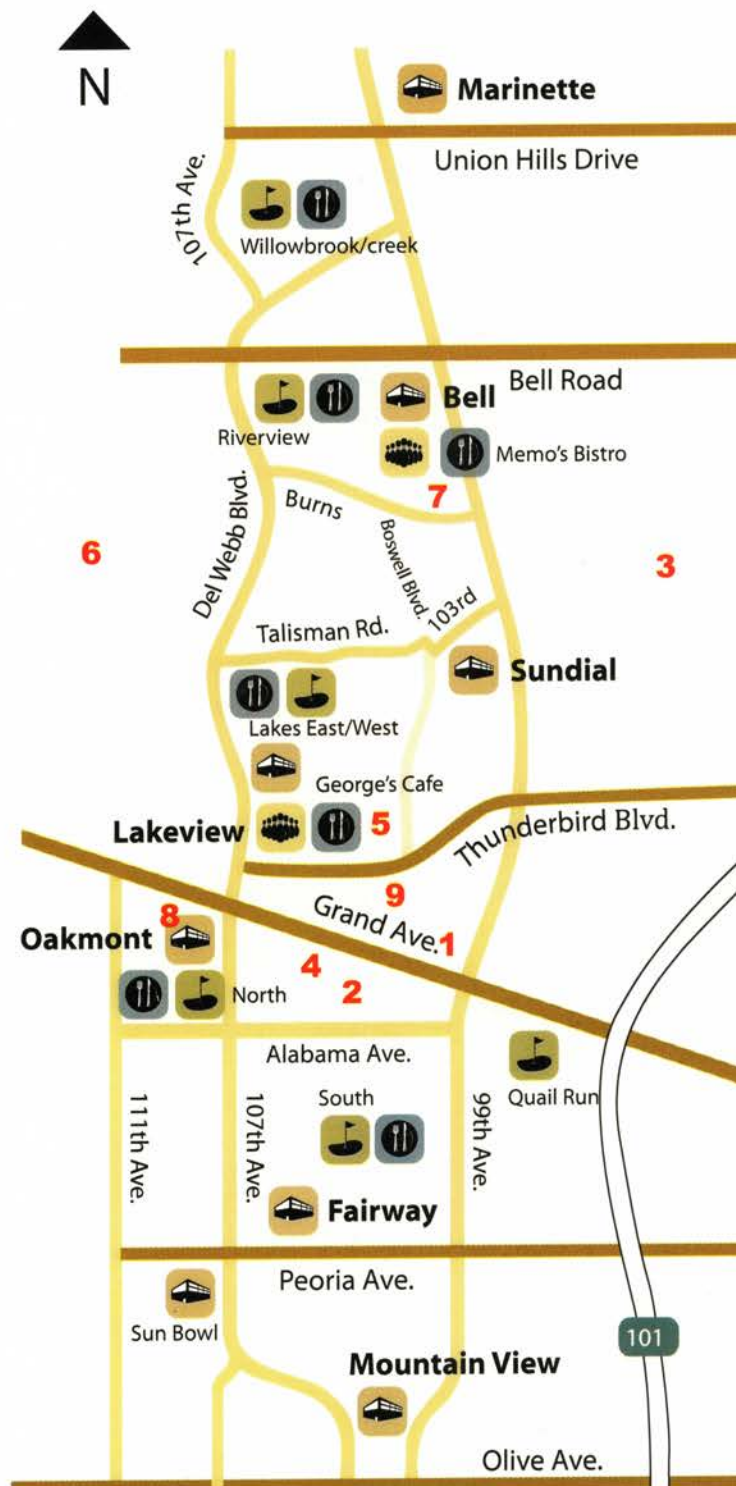 N
Marinette
Union Hills Drive
107th Ave.
Willowbrook/creek
Bell Road
Bell
Riverview
Memo's Bistro
7
Burns
Del Webb Blvd.
6
3
Boswell Blvd.
103rd
Talisman Rd.
Sundial
Lakes East/West
George's Cafe
Lakeview
5
Thunderbird Blvd.
9
Grand Ave.
8
Oakmont
1
4
2
North
Alabama Ave.
Quail Run
South
111th Ave.
107th Ave.
99th Ave.
Fairway
Peoria Ave.
Sun Bowl
101
Mountain View
Olive Ave.